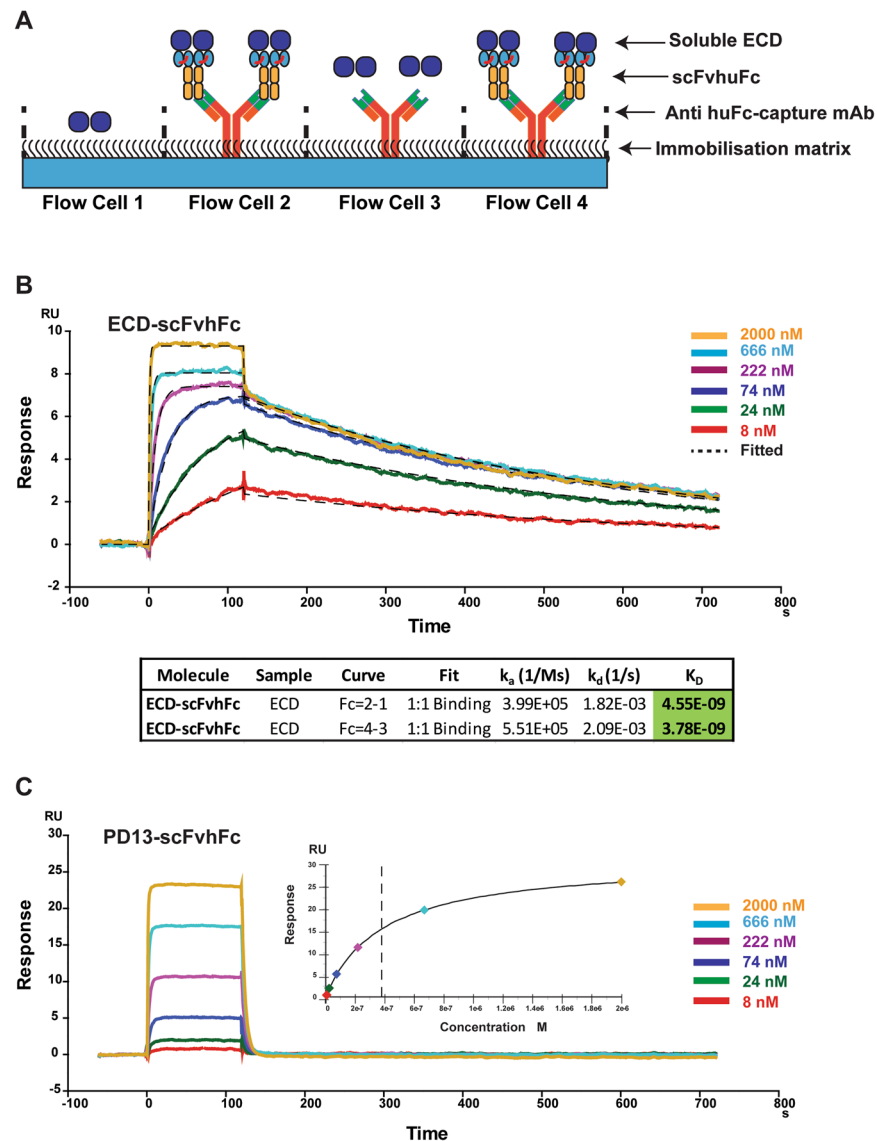 A
Soluble ECD
scFvhuFc
Anti huFc-capture mAb
Immobilisation matrix
Flow Cell 1 Flow Cell 2 Flow Cell 3 Flow Cell 4
B
RU
ECD-scFvhFc
10
8
6
4
2
0
-2
Response
-100 0 100 200 300 400 500 600 700 800
s
Time
2000 nM
666 nM
222 nM
74 nM
24 nM
8 nM
Fitted
Molecule Sample Curve Fit ka (1/Ms) kd (1/s) KD
ECD-scFvhFc ECD Fc=2-1 1:1 Binding 3.99E+05 1.82E-03 4.55E-09
ECD-scFvhFc ECD Fc=4-3 1:1 Binding 5.51E+05 2.09E-03 3.78E-09
C
RU
PD13-scFvhFc
30
25
20
15
10
5
0
-5
Response
-100 0 100 200 300 400 500 600 700 800
s
Time
RU
30
25
20
15
10
5
0
Response
0 2e-7 4e-7 6e-7 8e-7 1e-6 1.2e6 1.4e6 1.6e-6 1.8e-6 2e-6
Concentration M
2000 nM
666 nM
222 nM
74 nM
24 nM
8 nM